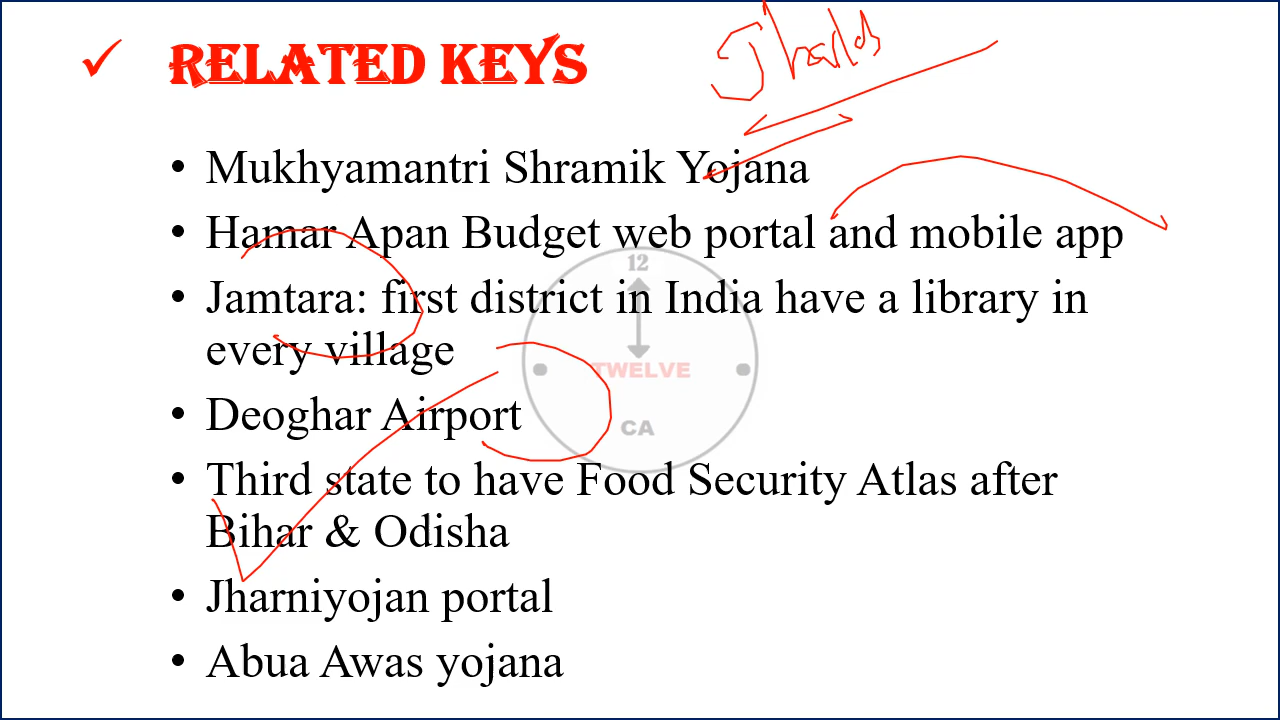 RELATED KEYS
• Mukhyamantri Shramik Yojana
• Hamar Apan Budget web portal and mobile app
• Jamtara: first district in India have a library in
every village
• Deoghar Airport
• Third state to have Food Security Atlas after
Bihar & Odisha
• Jharniyojan portal
• Abua Awas yojana
12
TWELVE
CA